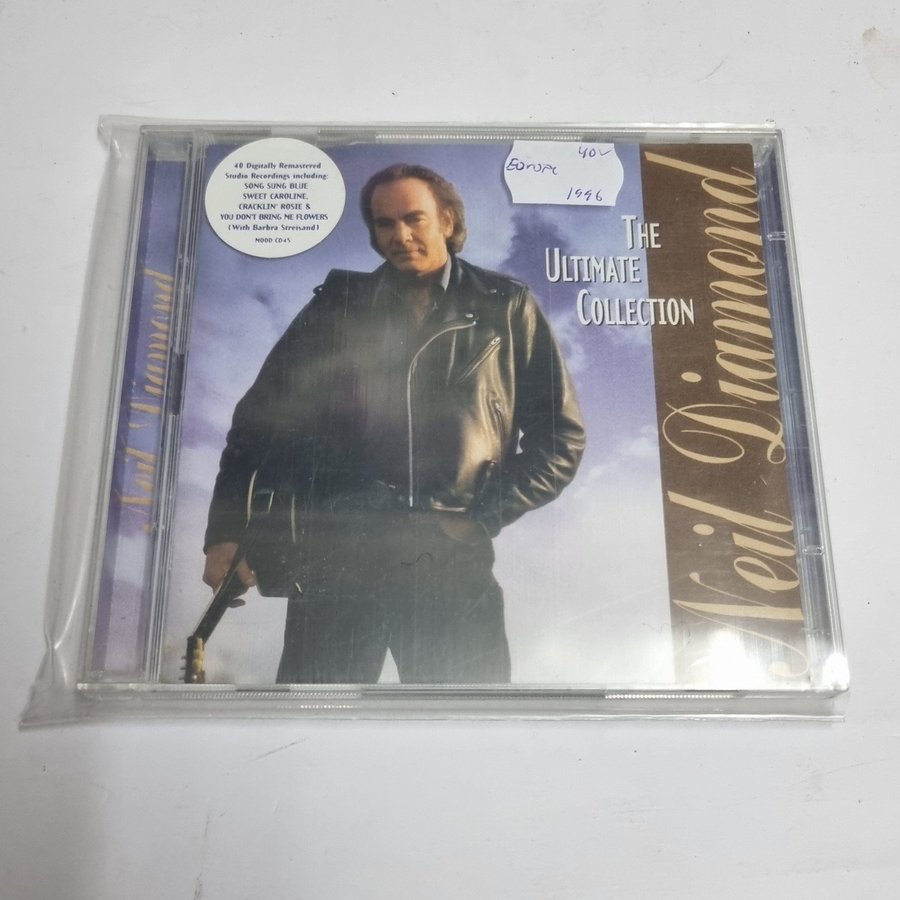 40 Digitally Remastered
Studio Recordings including:
SONG SUNG BLUE
SWEET CAROLINE,
CRACKLIN' ROSIE &
YOU DON'T BRING ME FLOWERS
(With Barbra Streisand)
MOOD CD45
Europe
1996
THE
ULTIMATE
COLLECTION
Neil Diamond
Neil Diamond